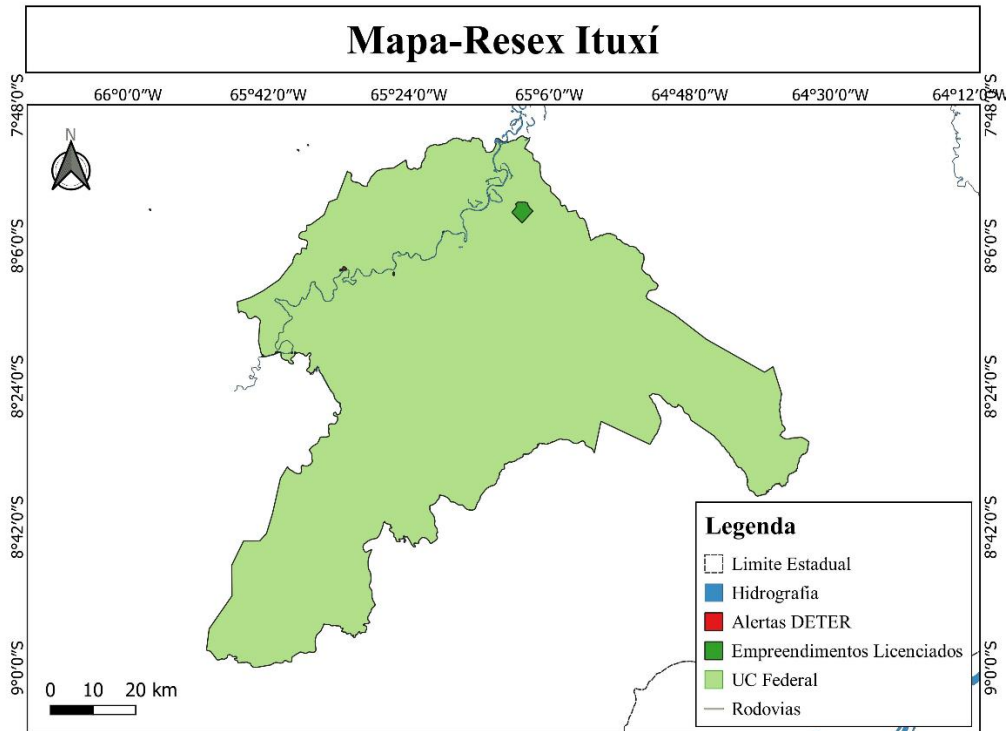 Mapa-Resex Ituxí
66°0'0"W 65°42'0"W 65°24'0"W 65°6'0"W 64°48'0"W 64°30'0"W 64°12'0"W
7°48'0"S 7°48'0"S
N
8°6'0"S 8°6'0"S
8°24'0"S 8°24'0"S
8°42'0"S 8°42'0"S
Legenda
Limite Estadual
Hidrografia
Alertas DETER
Empreendimentos Licenciados
UC Federal
Rodovias
9°0'0"S 9°0'0"S
0 10 20 km